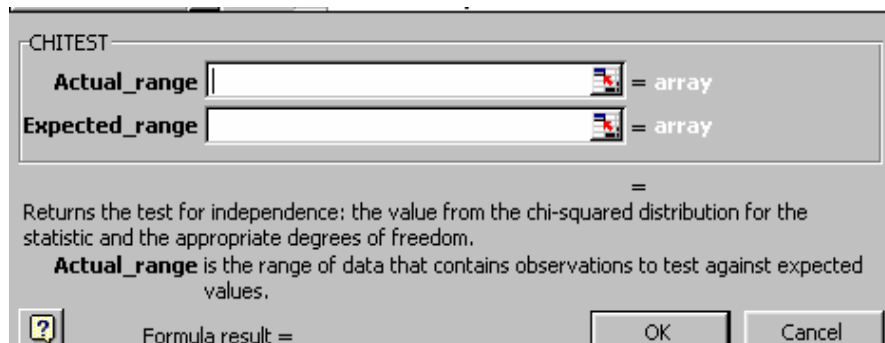 CHITEST
Actual_range = array
Expected_range = array
=
Returns the test for independence: the value from the chi-squared distribution for the
statistic and the appropriate degrees of freedom.
Actual_range is the range of data that contains observations to test against expected
values.
? Formula result = OK Cancel